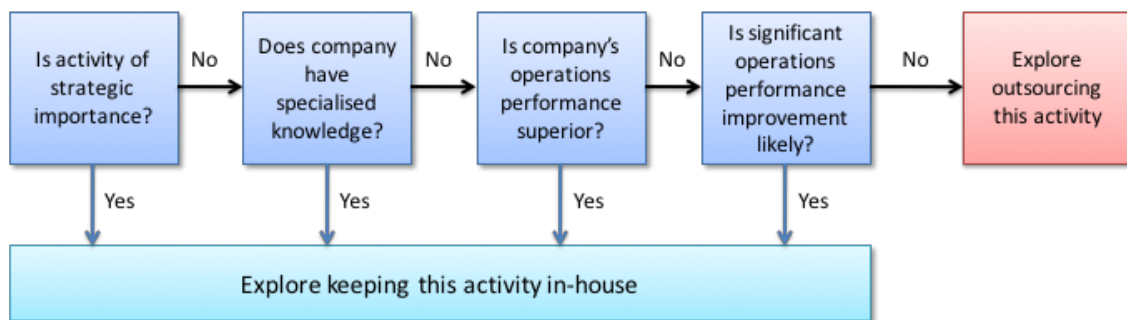 Is activity of
strategic
importance?
No
Does company
have
specialised
knowledge?
No
Is company’s
operations
performance
superior?
No
Is significant
operations
performance
improvement
likely?
No
Explore
outsourcing
this activity
Yes
Yes
Yes
Yes
Explore keeping this activity in-house